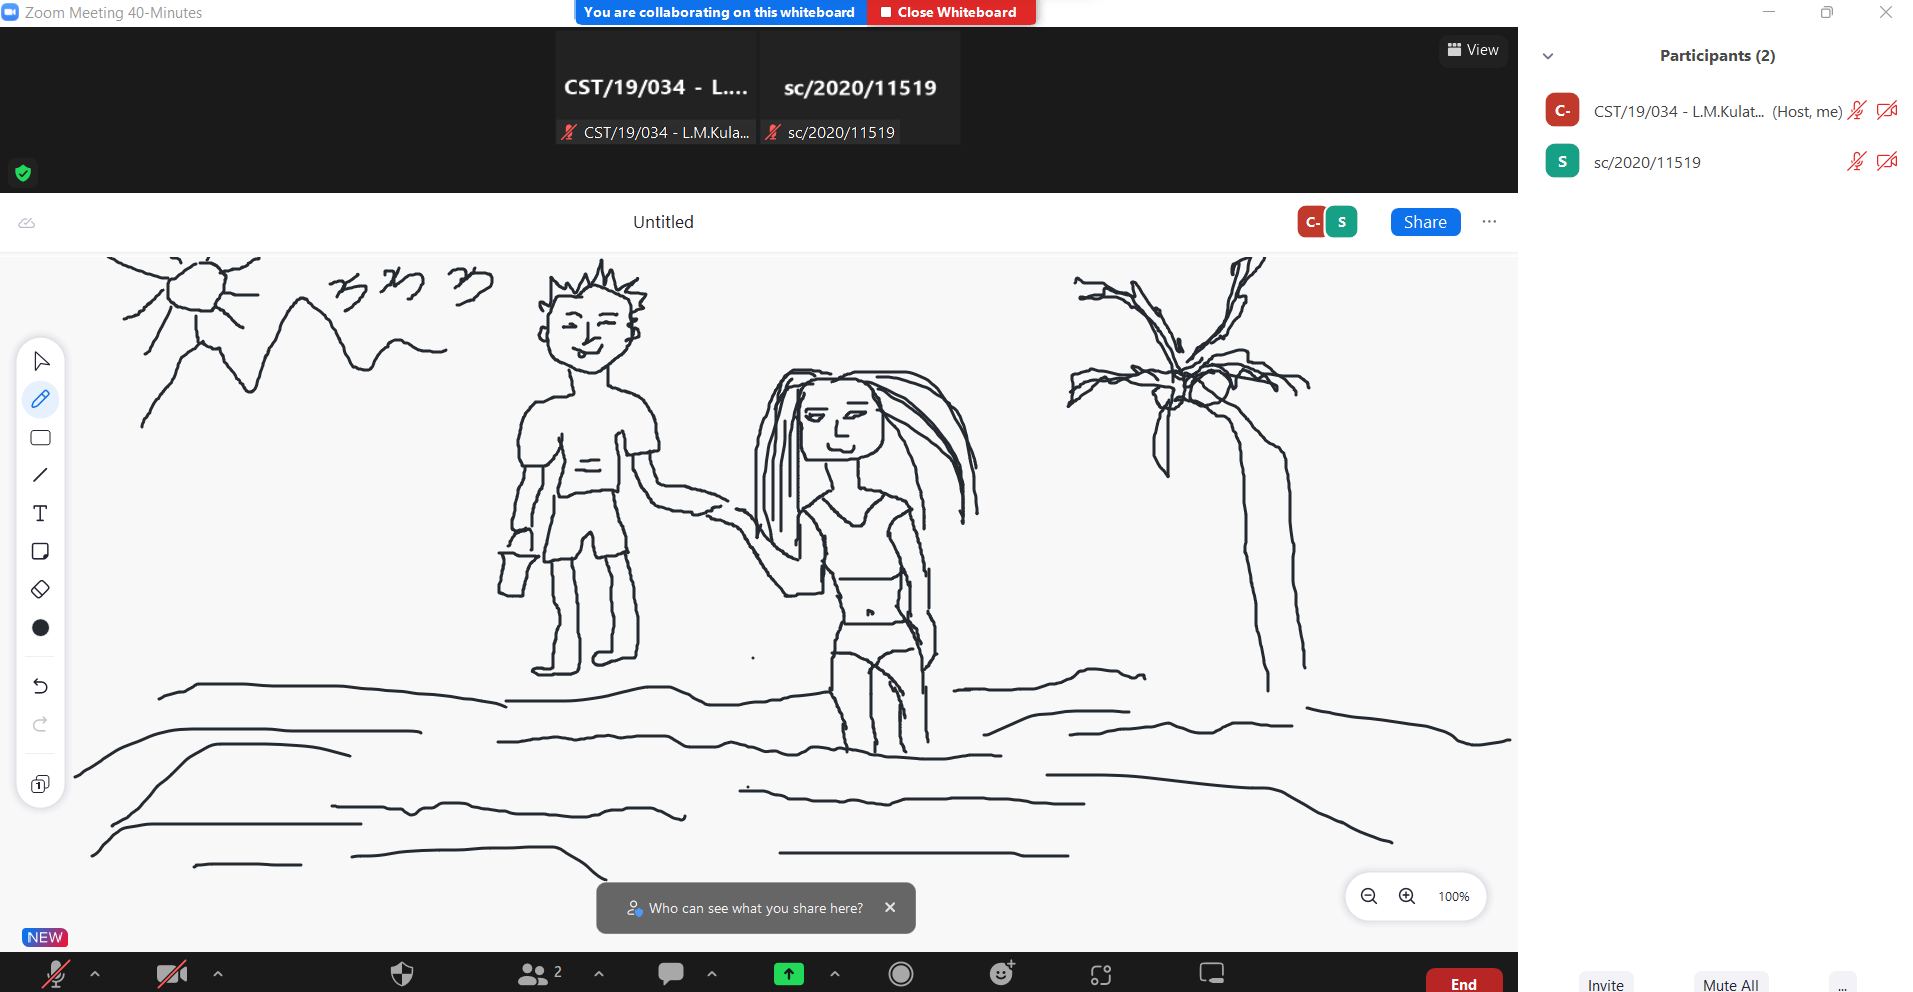 Zoom Meeting 40-Minutes
You are collaborating on this whiteboard Close Whiteboard
View
CST/19/034 - L.... sc/2020/11519
CST/19/034 - L.M.Kula... sc/2020/11519
Participants (2)
C- CST/19/034 - L.M.Kulat... (Host, me)
S sc/2020/11519
Untitled C- S Share ...
T
1
Who can see what you share here?
100%
NEW
2
End
Invite Mute All ...